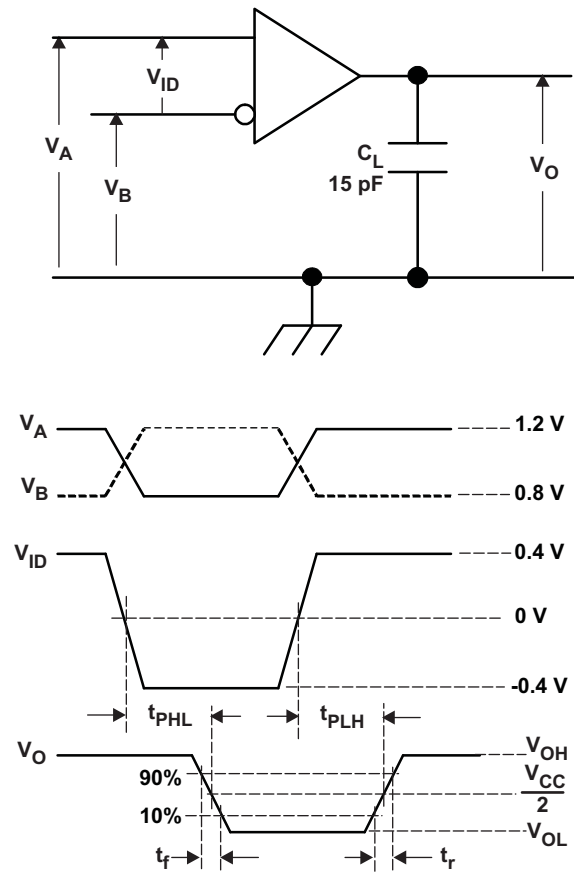 V_ID
V_A
V_B
C_L
15 pF
V_O
V_A
1.2 V
V_B
0.8 V
V_ID
0.4 V
0 V
-0.4 V
t_PHL
t_PLH
V_O
V_OH
90%
V_CC
2
10%
V_OL
t_f
t_r